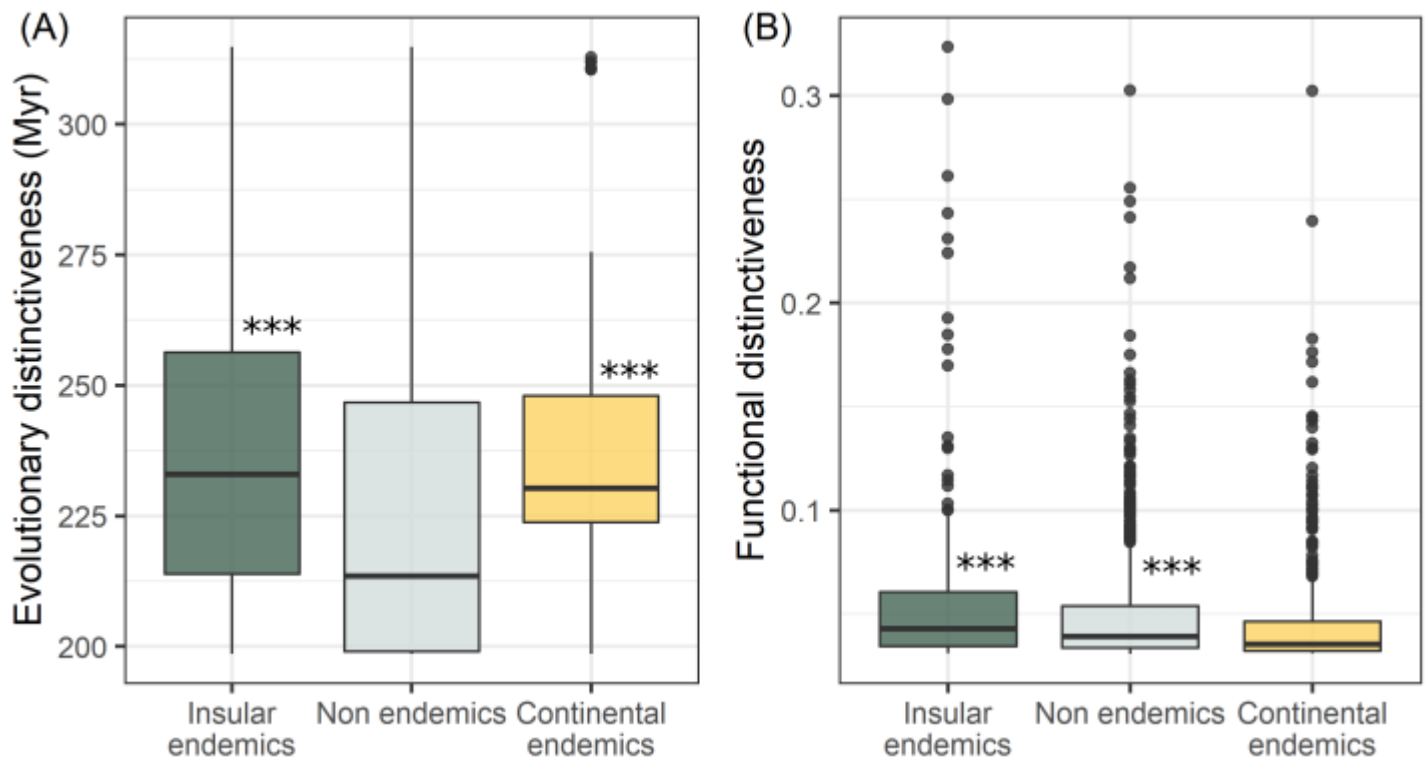 (A)
Evolutionary distinctiveness (Myr)
300
275
250
225
200
***
***
Insular
endemics
Non endemics
Continental
endemics
(B)
Functional distinctiveness
0.3
0.2
0.1
***
***
Insular
endemics
Non endemics
Continental
endemics